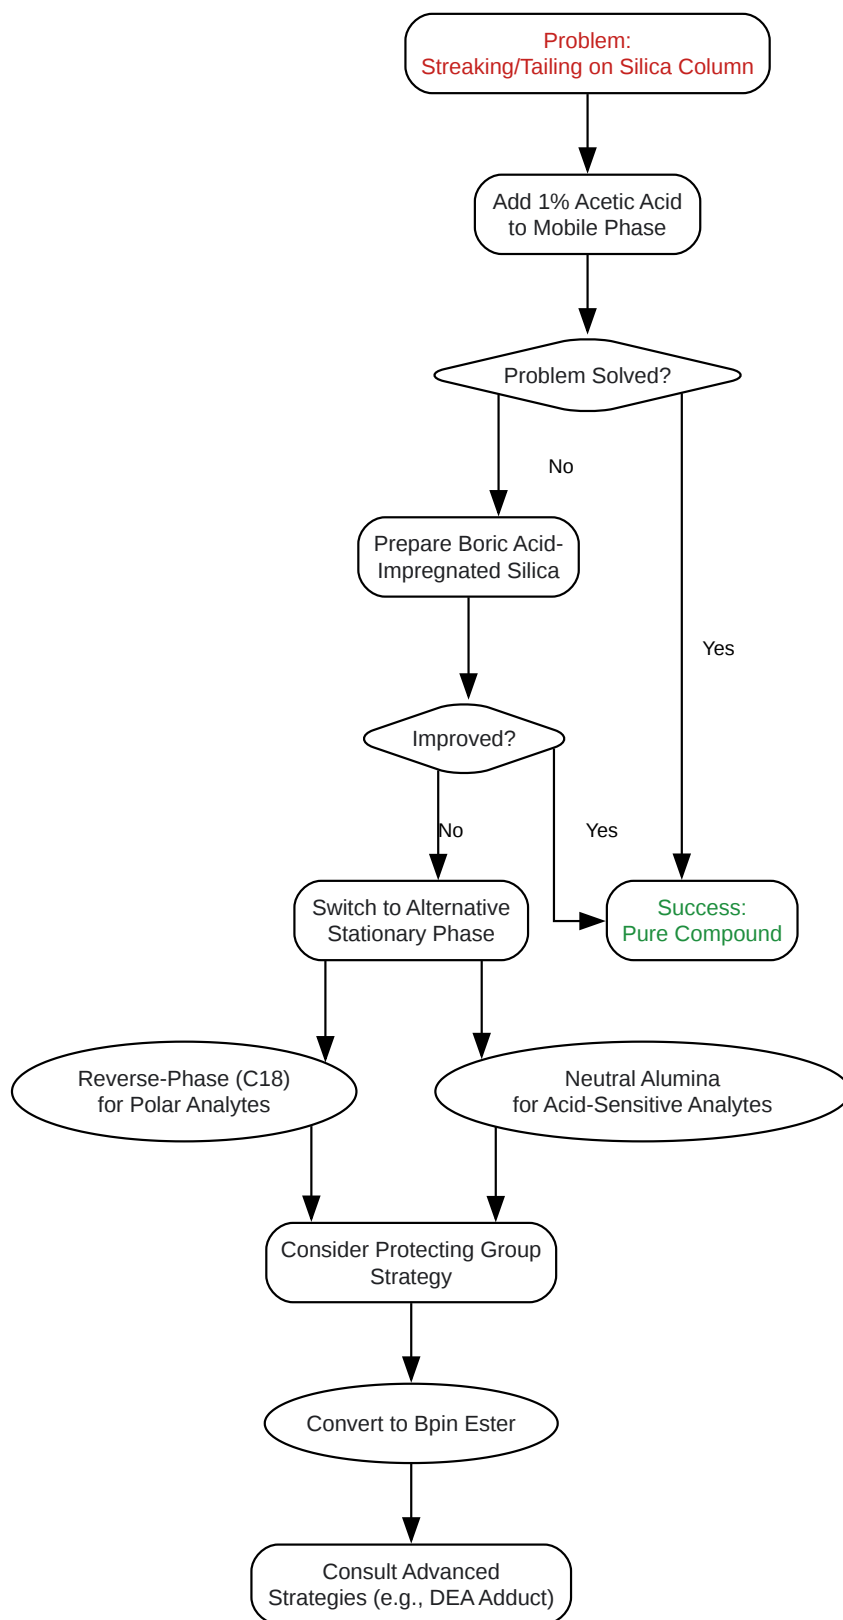 Problem:
Streaking/Tailing on Silica Column
Add 1% Acetic Acid
to Mobile Phase
Problem Solved?
No
Prepare Boric Acid-
Impregnated Silica
Yes
Improved?
No
Yes
Switch to Alternative
Stationary Phase
Success:
Pure Compound
Reverse-Phase (C18)
for Polar Analytes
Neutral Alumina
for Acid-Sensitive Analytes
Consider Protecting Group
Strategy
Convert to Bpin Ester
Consult Advanced
Strategies (e.g., DEA Adduct)